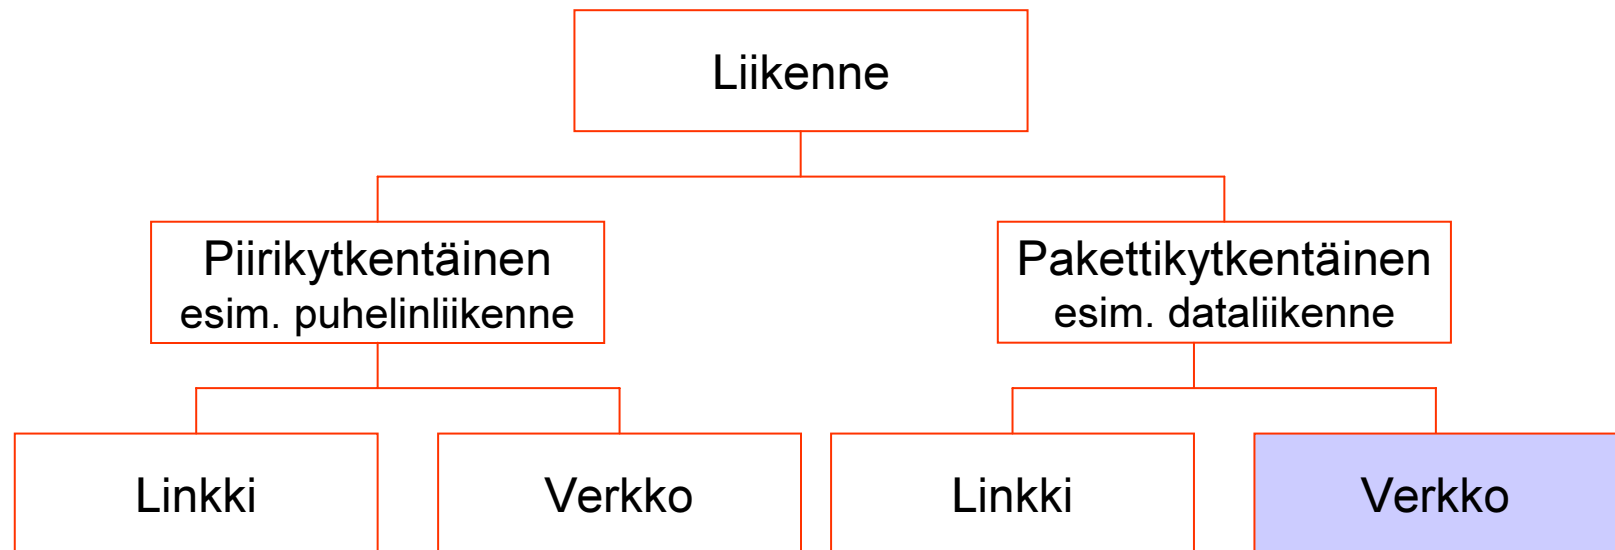 Liikenne
Piirikytkentäinen
esim. puhelinliikenne
Pakettikytkentäinen
esim. dataliikenne
Linkki
Verkko
Linkki
Verkko